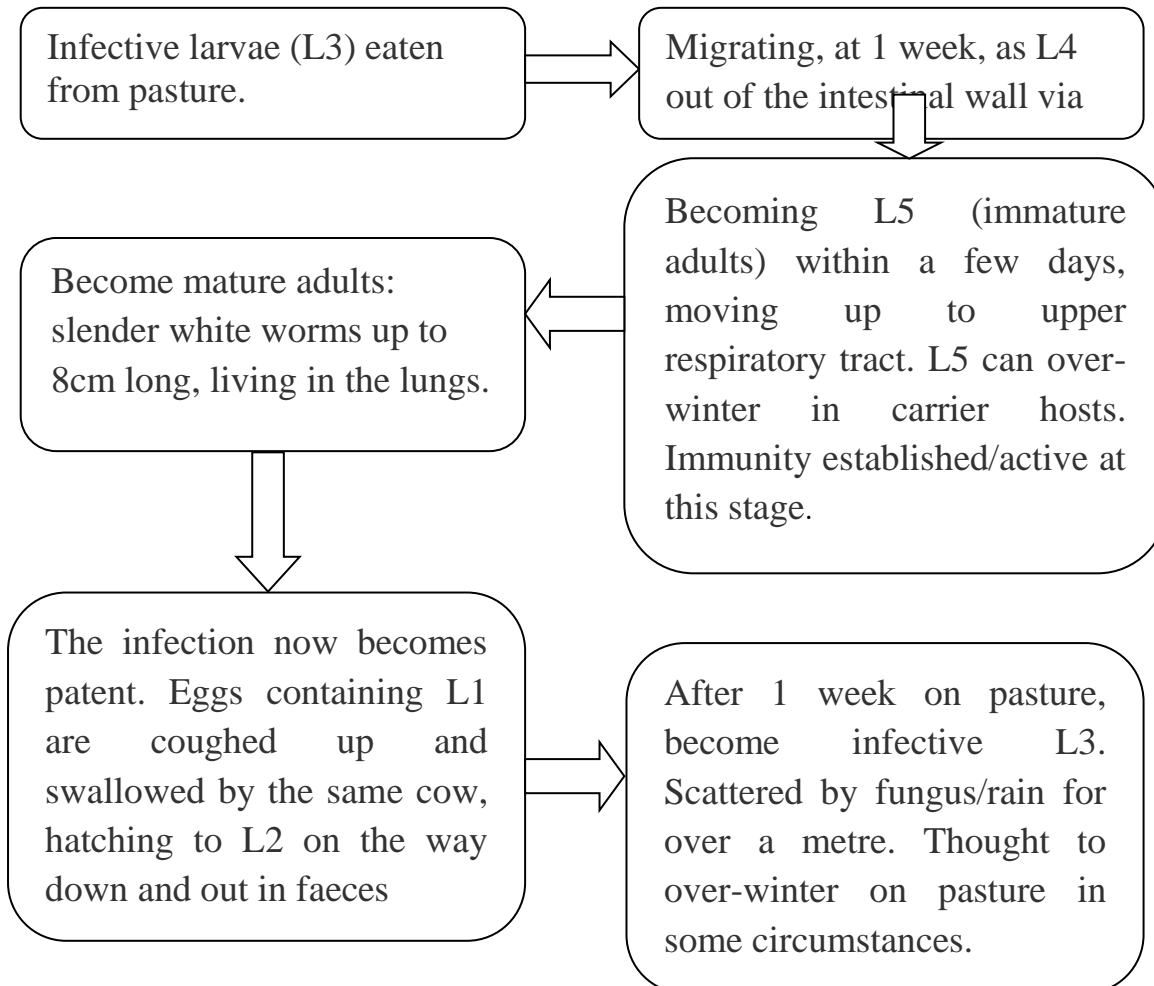 Infective larvae (L3) eaten
from pasture.
Migrating, at 1 week, as L4
out of the intestinal wall via
Becoming L5 (immature
adults) within a few days,
moving up to upper
respiratory tract. L5 can over-
winter in carrier hosts.
Immunity established/active at
this stage.
Become mature adults:
slender white worms up to
8cm long, living in the lungs.
The infection now becomes
patent. Eggs containing L1
are coughed up and
swallowed by the same cow,
hatching to L2 on the way
down and out in faeces
After 1 week on pasture,
become infective L3.
Scattered by fungus/rain for
over a metre. Thought to
over-winter on pasture in
some circumstances.